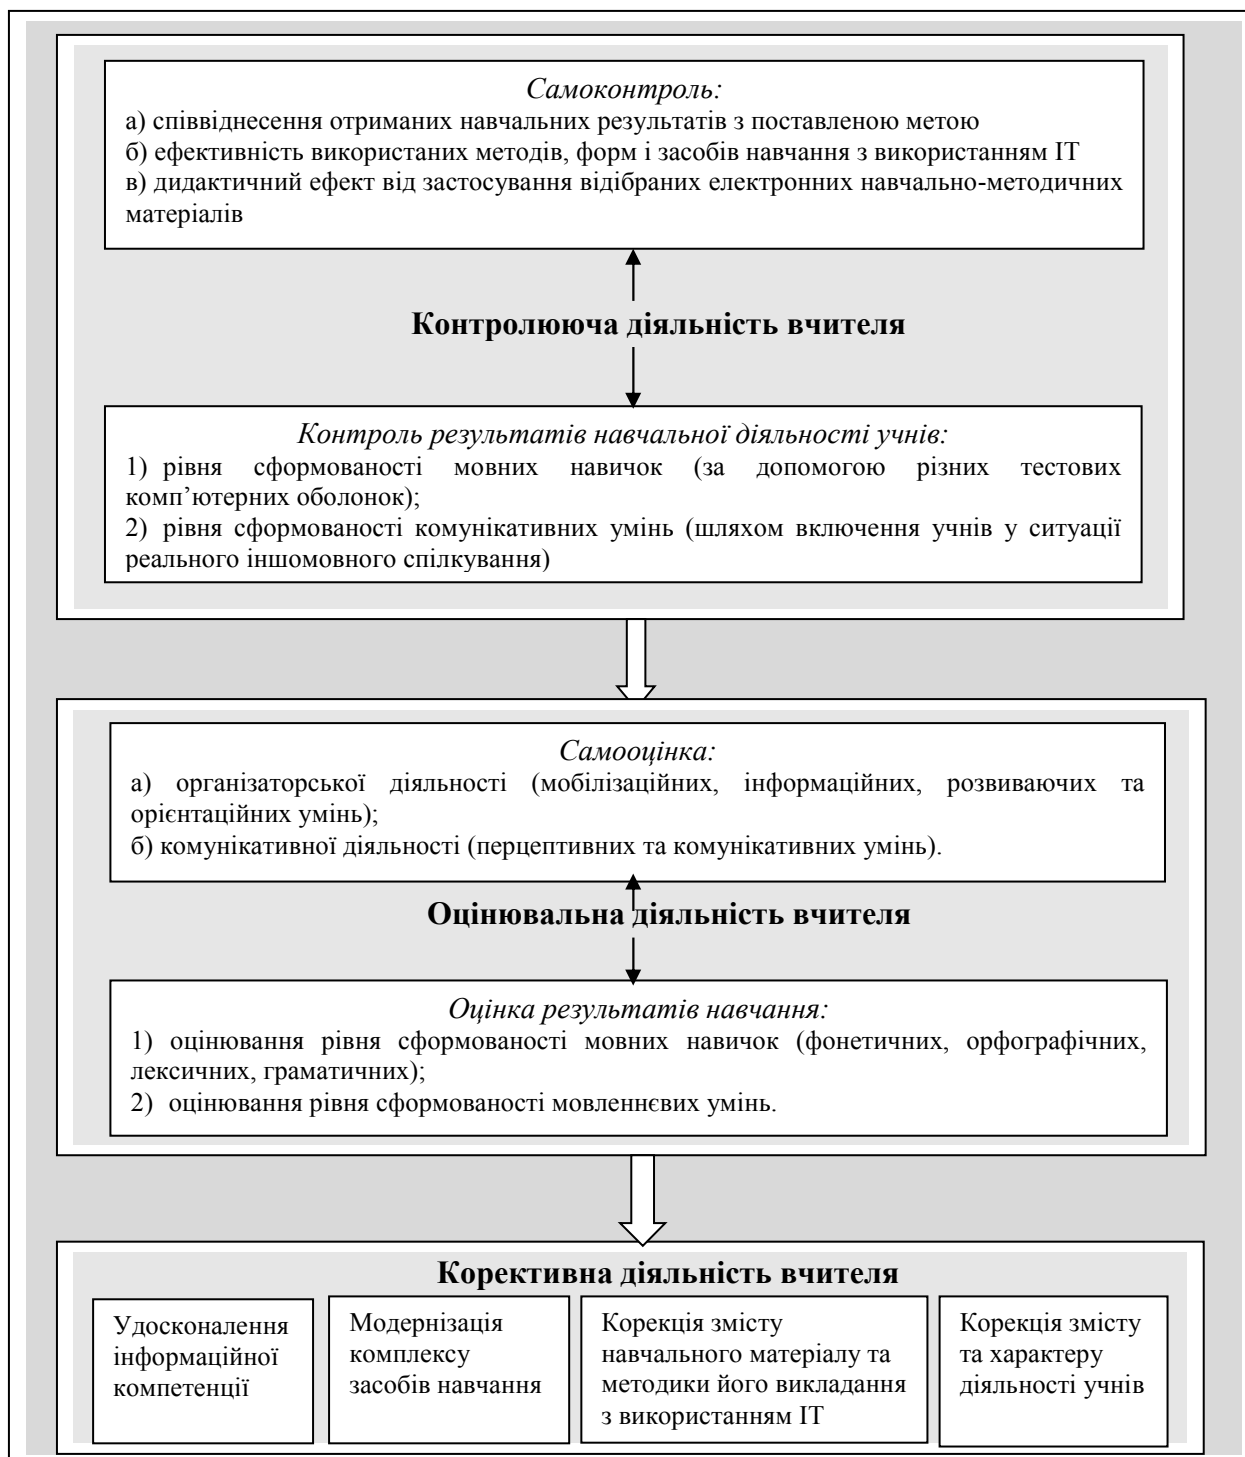 Самоконтроль:
а) співвіднесення отриманих навчальних результатів з поставленою метою
б) ефективність використаних методів, форм і засобів навчання з використанням ІТ
в) дидактичний ефект від застосування відібраних електронних навчально-методичних
матеріалів
Контролююча діяльність вчителя
Контроль результатів навчальної діяльності учнів:
1) рівня сформованості мовних навичок (за допомогою різних тестових
комп’ютерних оболонок);
2) рівня сформованості комунікативних умінь (шляхом включення учнів у ситуації
реального іншомовного спілкування)
Самооцінка:
а) організаторської діяльності (мобілізаційних, інформаційних, розвиваючих та
орієнтаційних умінь);
б) комунікативної діяльності (перцептивних та комунікативних умінь).
Оцінювальна діяльність вчителя
Оцінка результатів навчання:
1) оцінювання рівня сформованості мовних навичок (фонетичних, орфографічних,
лексичних, граматичних);
2) оцінювання рівня сформованості мовленнєвих умінь.
Корективна діяльність вчителя
Удосконалення
інформаційної
компетенції
Модернізація
комплексу
засобів навчання
Корекція змісту
навчального матеріалу та
методики його викладання
з використанням ІТ
Корекція змісту
та характеру
діяльності учнів